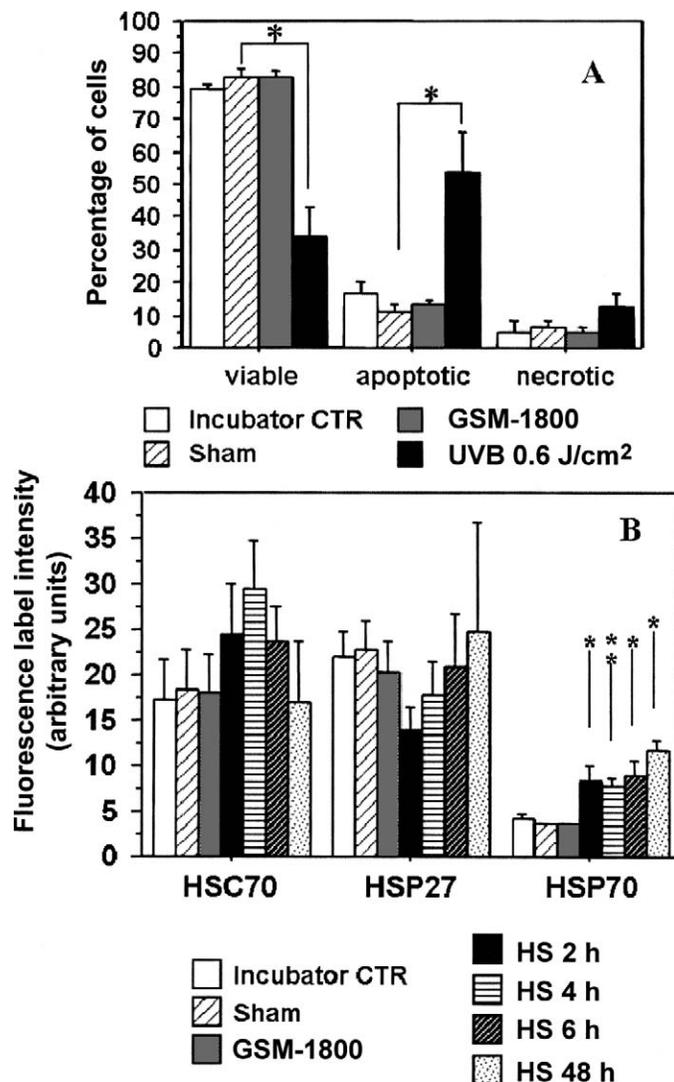 A
Percentage of cells
100
90
80
70
60
50
40
30
20
10
0
*
*
viable apoptotic necrotic
Incubator CTR GSM-1800
Sham UVB 0.6 J/cm²
B
Fluorescence label intensity
(arbitrary units)
40
35
30
25
20
15
10
5
0
* ** * *
HSC70 HSP27 HSP70
Incubator CTR
Sham
GSM-1800
HS 2 h
HS 4 h
HS 6 h
HS 48 h